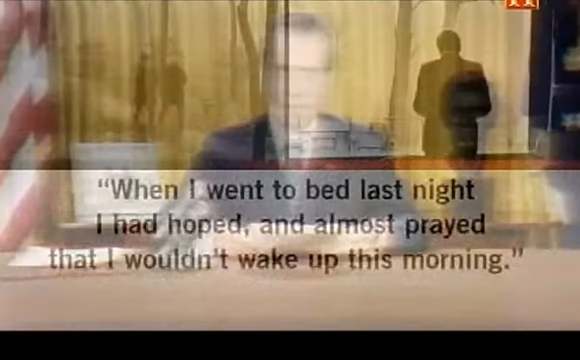 “When I went to bed last night
I had hoped, and almost prayed
that I wouldn’t wake up this morning.”